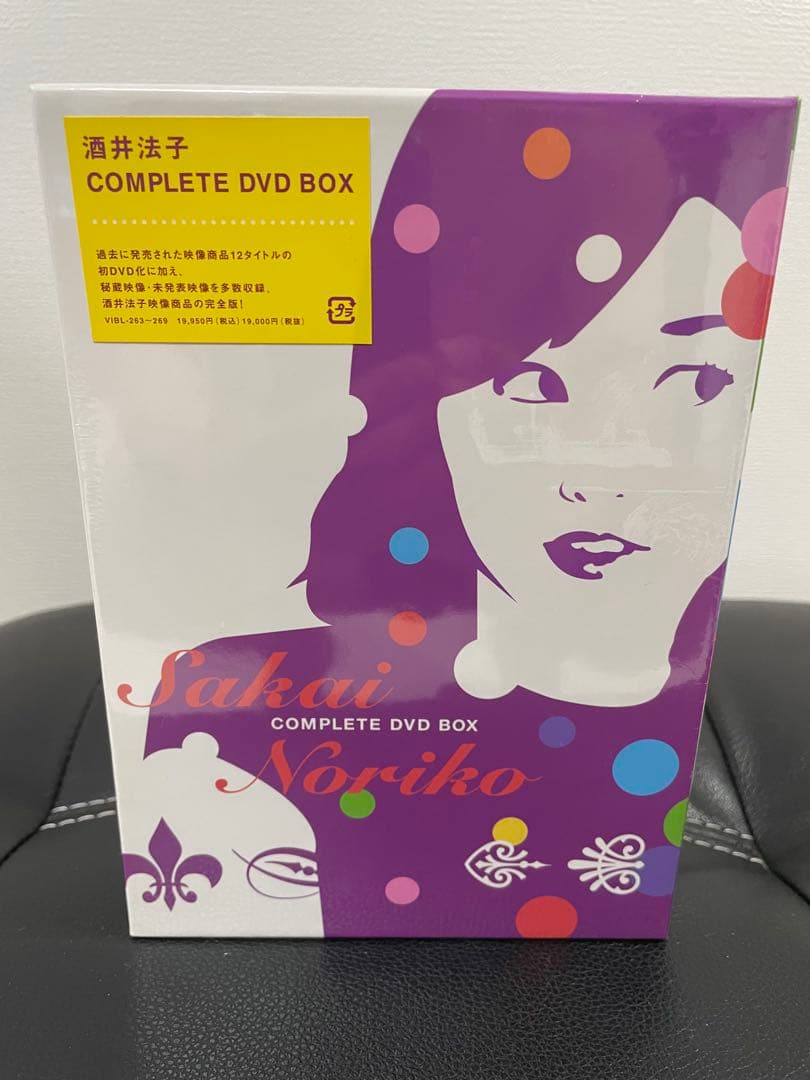 酒井法子
COMPLETE DVD BOX
過去に発売された映像商品12タイトルの
初DVD化に加え、
秘蔵映像・未発表映像を多数収録、
酒井法子映像商品の完全版!
VIBL-263~269 19,950円(税込)19,000円(税抜)
プラ
Sakai
COMPLETE DVD BOX
Noriko